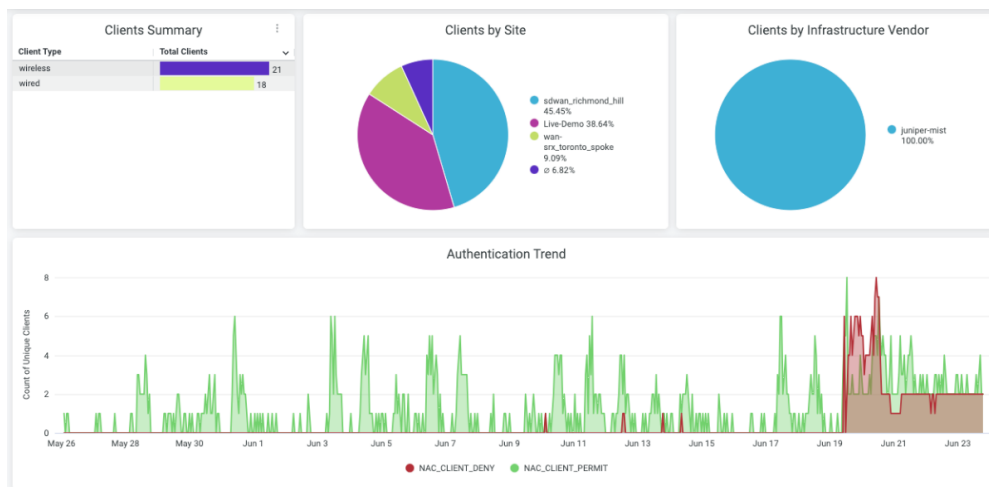 Clients Summary
Client Type Total Clients
wireless 21
wired 18
Clients by Site
sdwan_richmond_hill
45.45%
Live-Demo 38.64%
wan-
srx_toronto_spoke
9.09%
∅ 6.82%
Clients by Infrastructure Vendor
juniper-mist
100.00%
Authentication Trend
Count of Unique Clients
8
6
4
2
0
May 26 May 28 May 30 Jun 1 Jun 3 Jun 5 Jun 7 Jun 9 Jun 11 Jun 13 Jun 15 Jun 17 Jun 19 Jun 21 Jun 23
NAC_CLIENT_DENY NAC_CLIENT_PERMIT